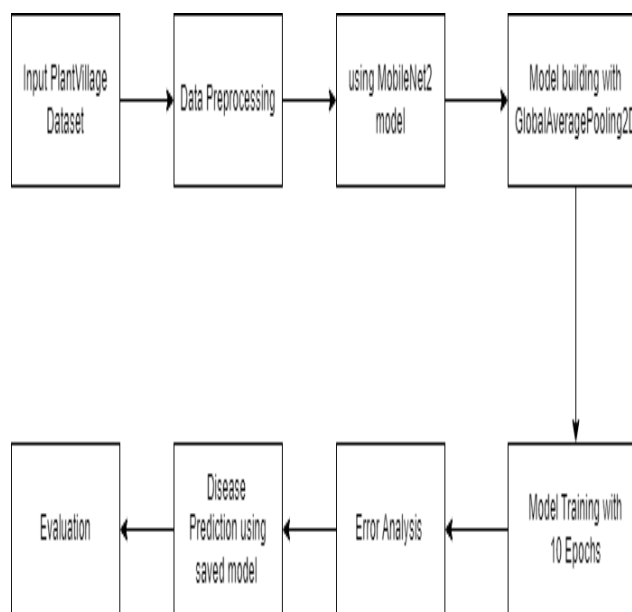 Input PlantVillage
Dataset
Data Preprocessing
using MobileNet2
model
Model building with
GlobalAveragePooling2D
Model Training with
10 Epochs
Error Analysis
Disease
Prediction using
saved model
Evaluation